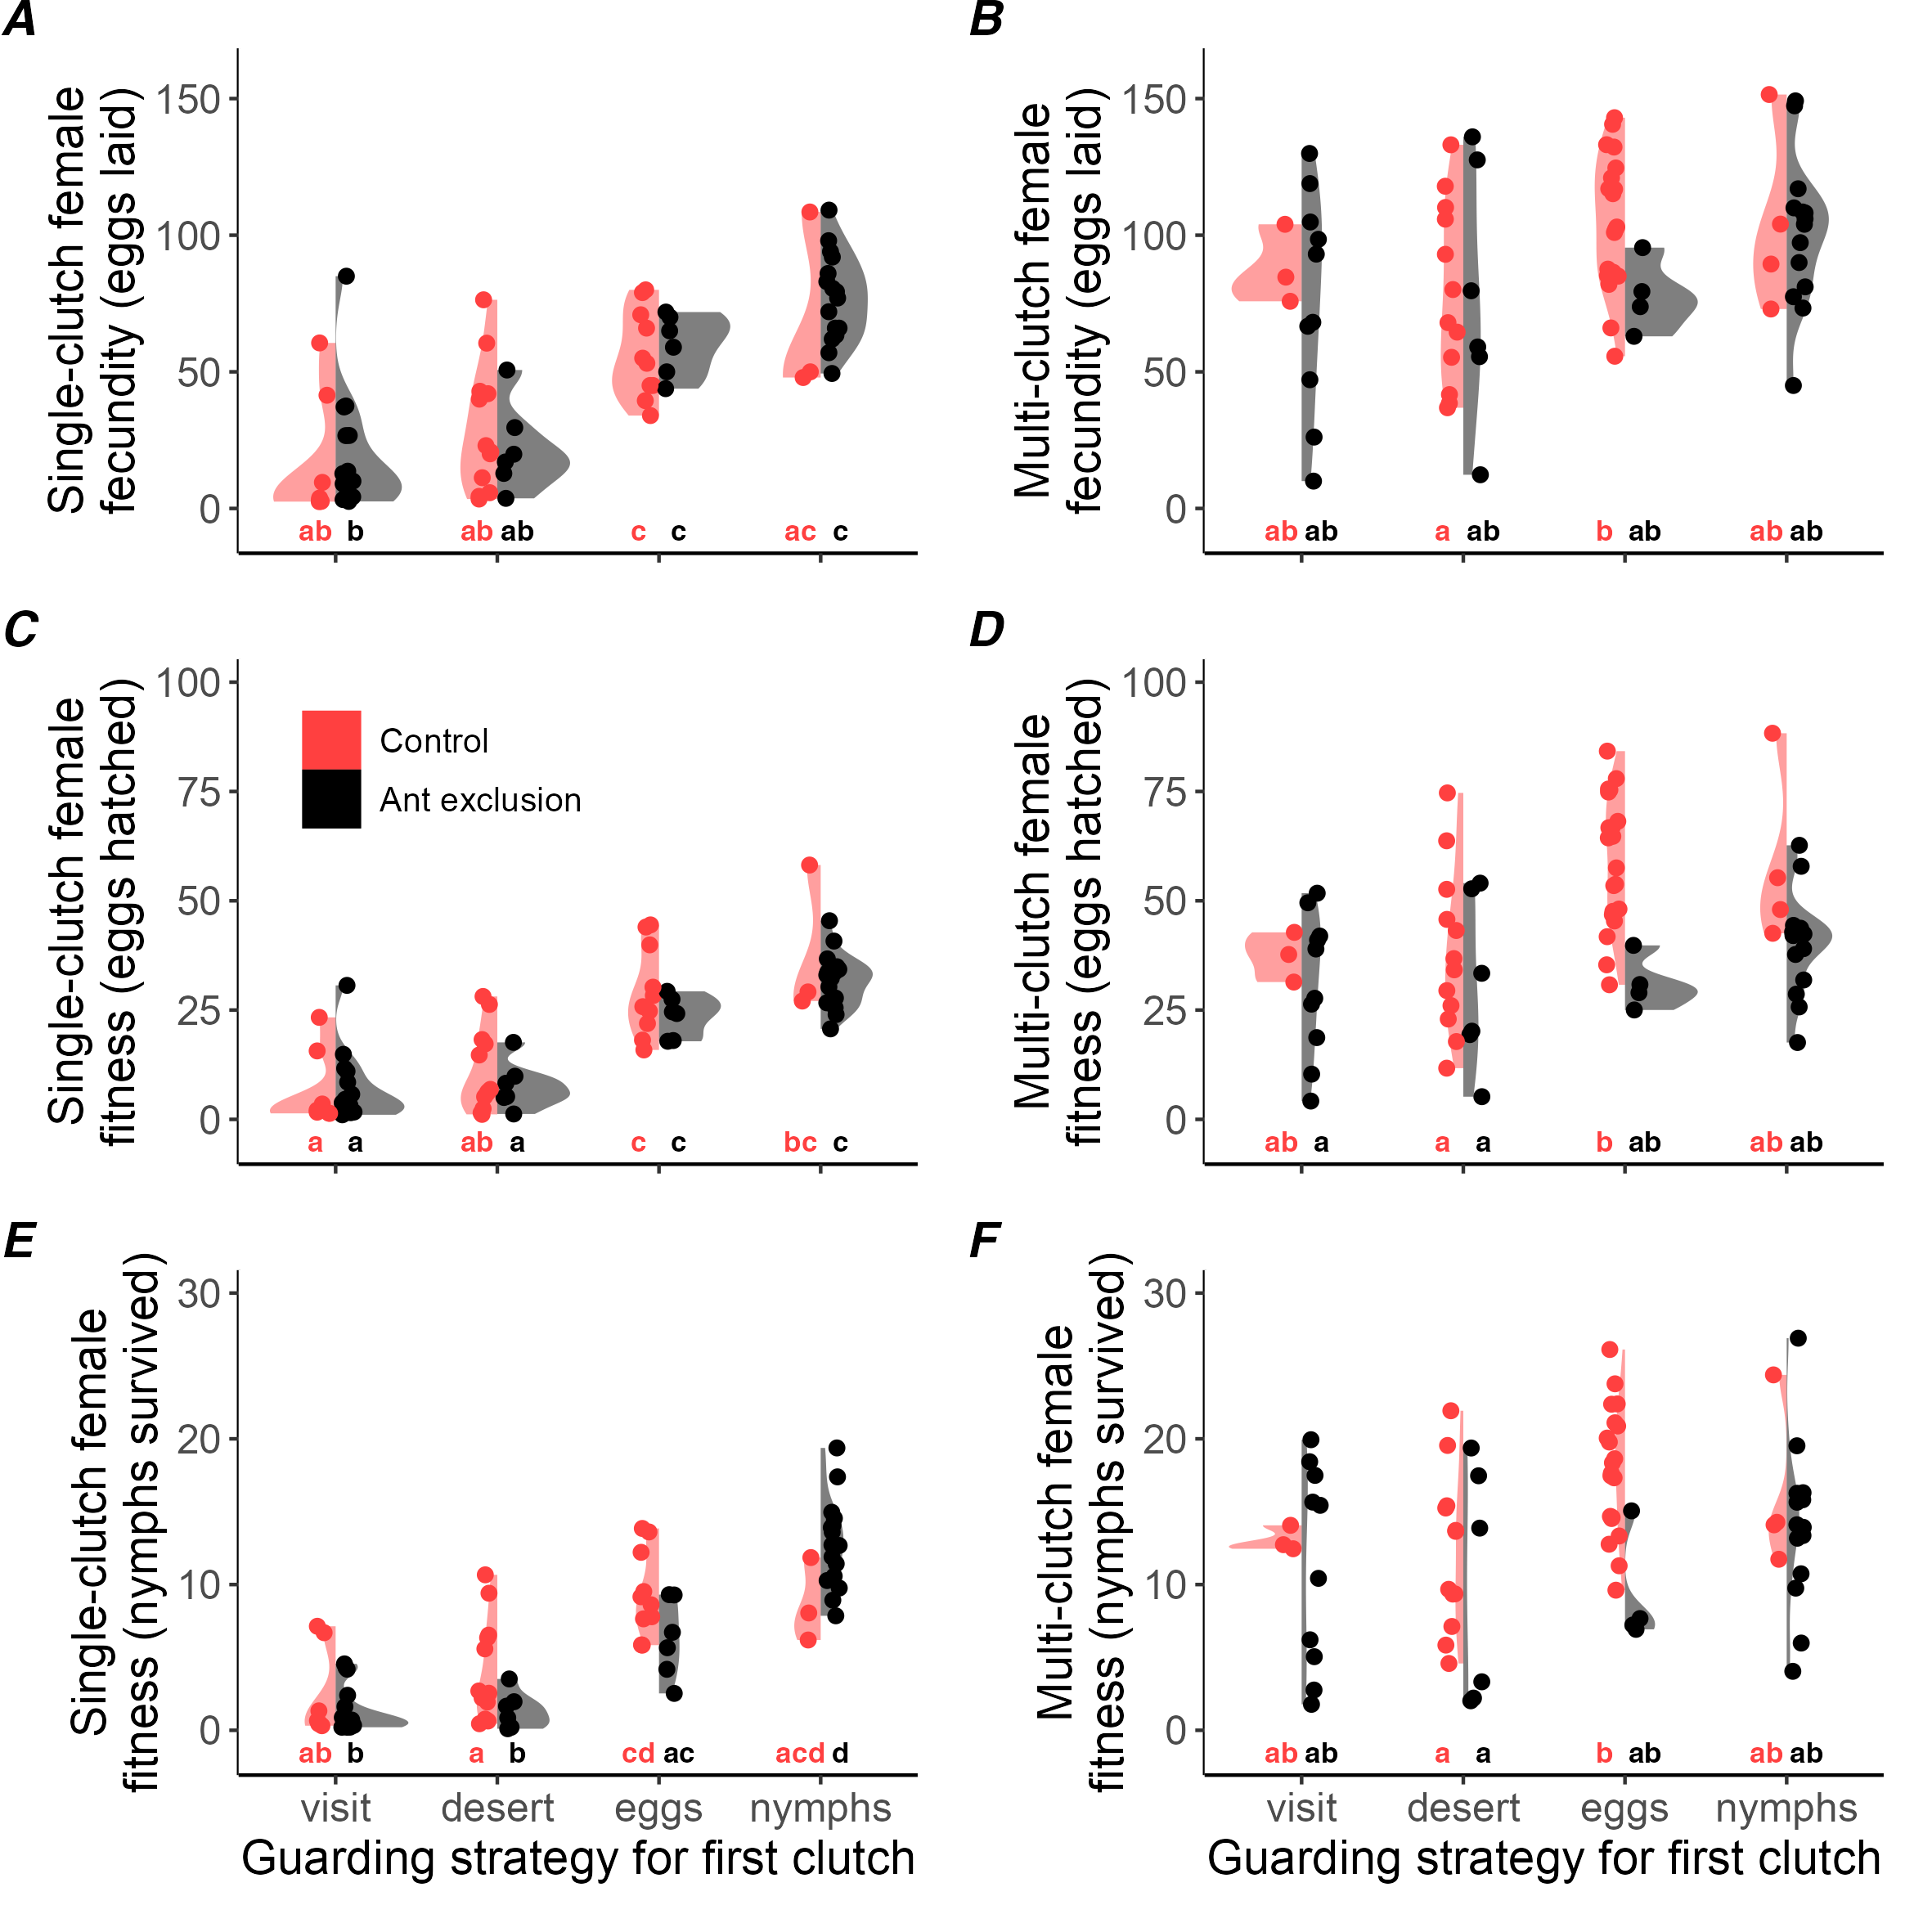 A
Single-clutch female
fecundity (eggs laid)
150
100
50
0
ab b ab ab c c ac c
B
Multi-clutch female
fecundity (eggs laid)
150
100
50
0
ab ab a ab b ab ab ab
C
Single-clutch female
fitness (eggs hatched)
100
75
50
25
0
Control
Ant exclusion
a a ab a c c bc c
D
Multi-clutch female
fitness (eggs hatched)
100
75
50
25
0
ab a a a b ab ab ab
E
Single-clutch female
fitness (nymphs survived)
30
20
10
0
ab b a b cd ac acd d
visit desert eggs nymphs
Guarding strategy for first clutch
F
Multi-clutch female
fitness (nymphs survived)
30
20
10
0
ab ab a a b ab ab ab
visit desert eggs nymphs
Guarding strategy for first clutch